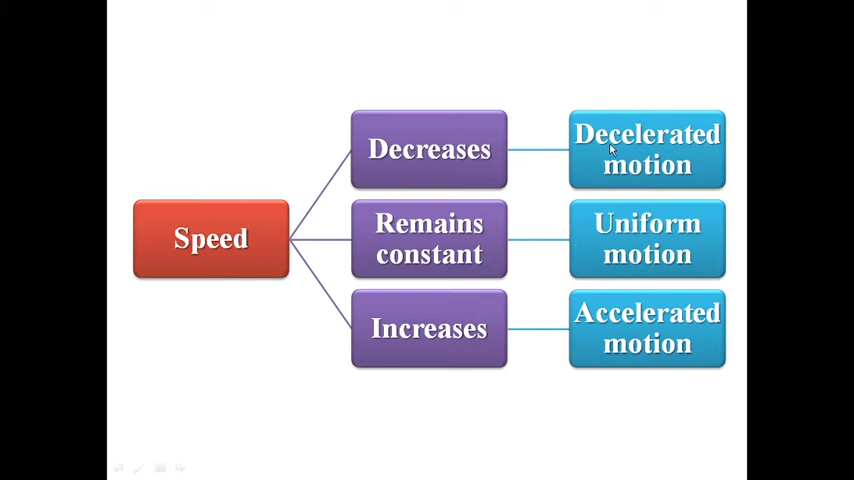 Speed
Decreases
Decelerated
motion
Remains
constant
Uniform
motion
Increases
Accelerated
motion